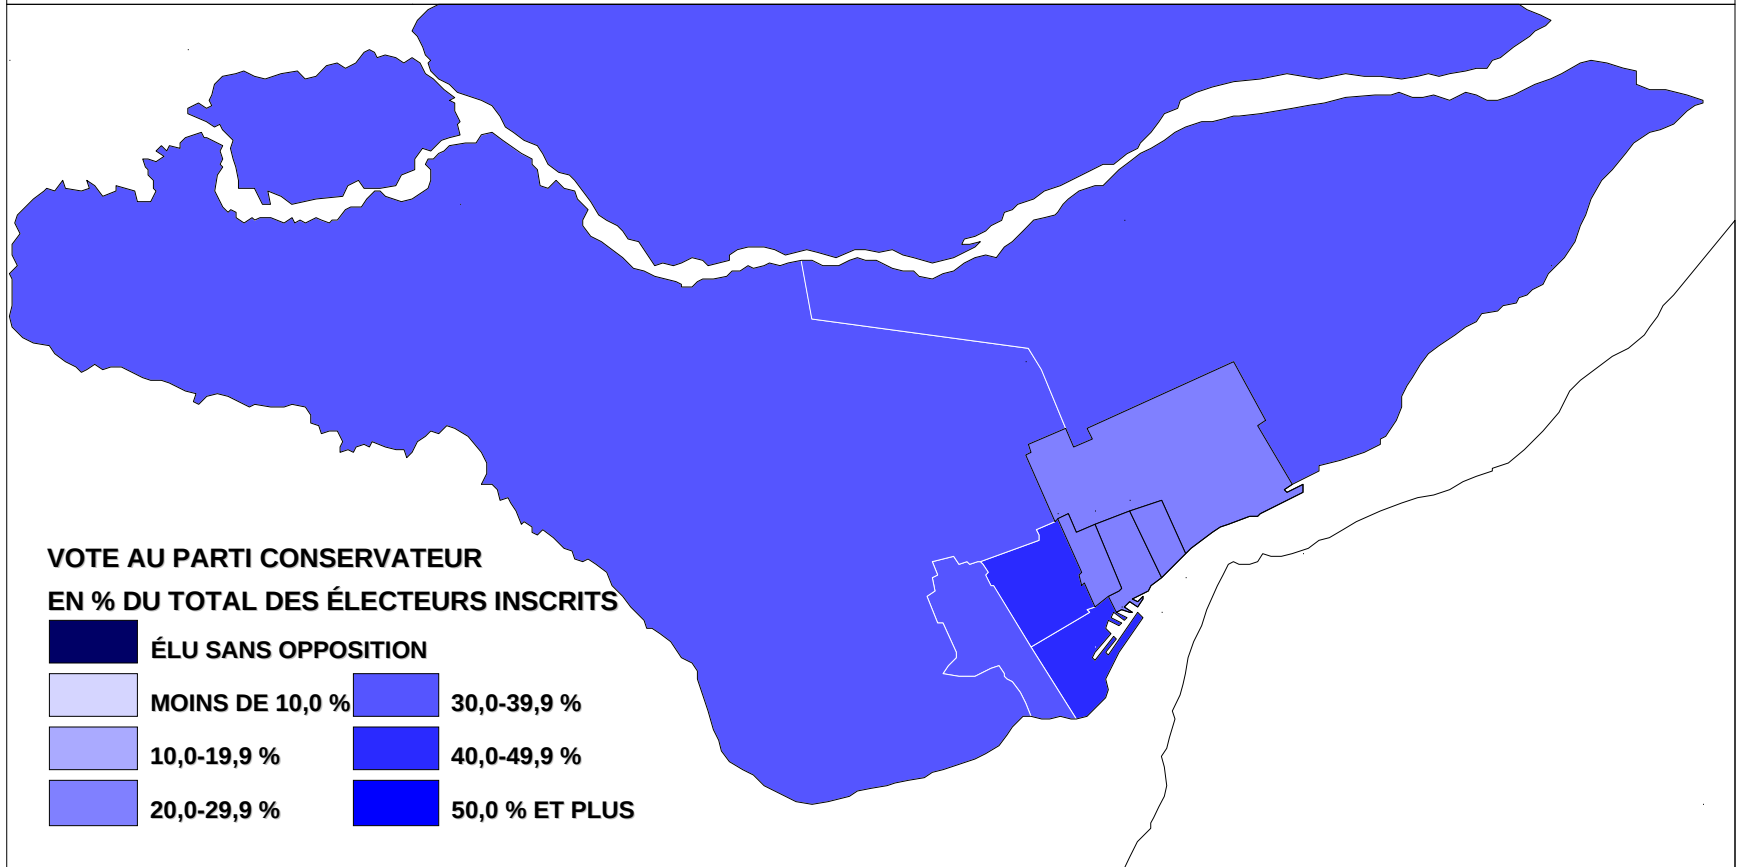 VOTE AU PARTI CONSERVATEUR
EN % DU TOTAL DES ÉLECTEURS INSCRITS
ÉLU SANS OPPOSITION
MOINS DE 10,0 %
30,0-39,9 %
10,0-19,9 %
40,0-49,9 %
20,0-29,9 %
50,0 % ET PLUS